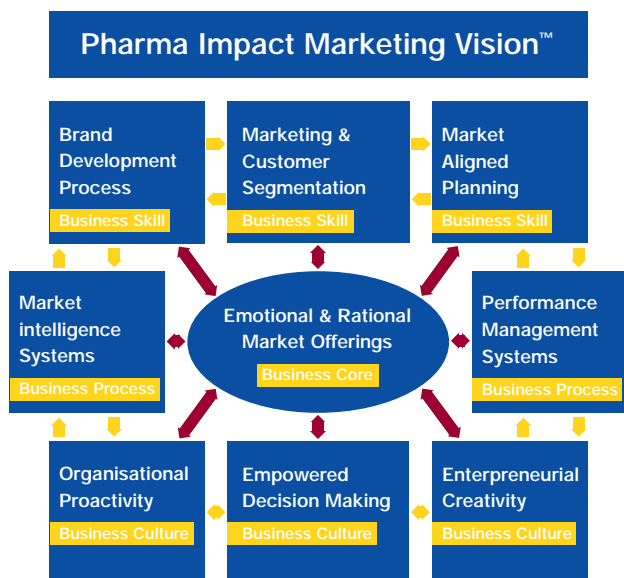 Pharma Impact Marketing Vision™
Brand
Development
Process
Business Skill
Marketing &
Customer
Segmentation
Business Skill
Market
Aligned
Planning
Business Skill
Market
intelligence
Systems
Business Process
Emotional & Rational
Market Offerings
Business Core
Performance
Management
Systems
Business Process
Organisational
Proactivity
Business Culture
Empowered
Decision Making
Business Culture
Enterpreneurial
Creativity
Business Culture